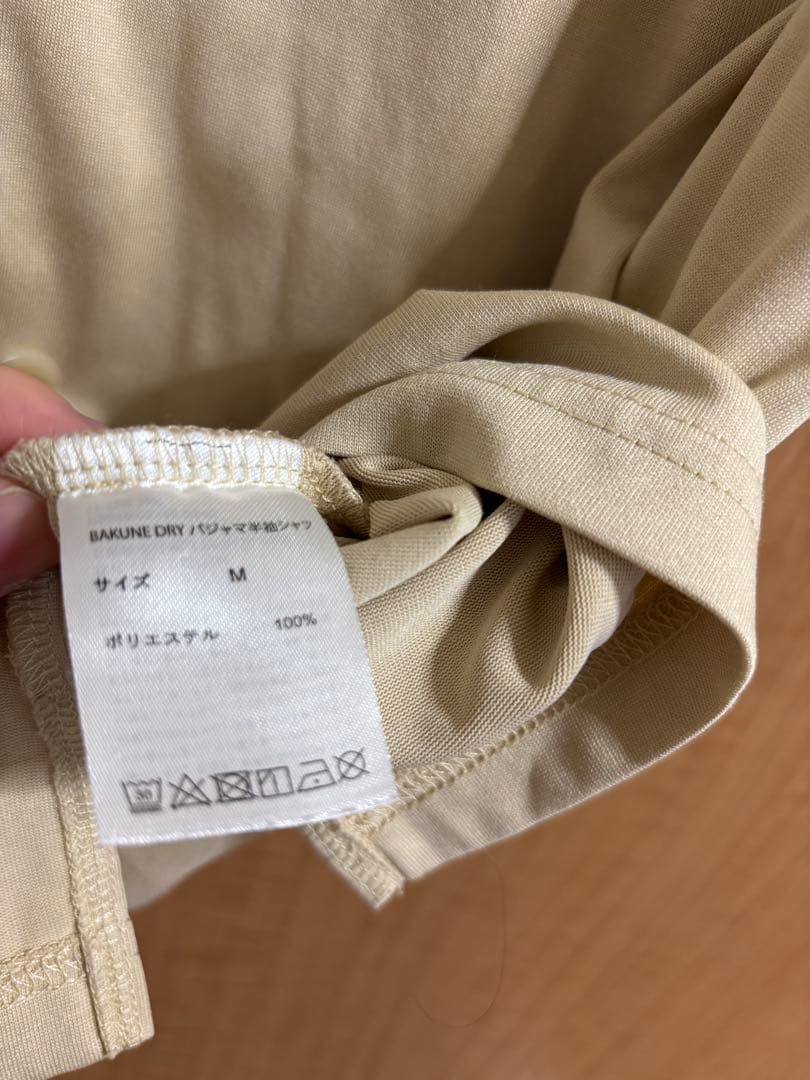 BAKUNE DRY パジャマ半袖シャツ
サイズ M
ポリエステル 100%
30